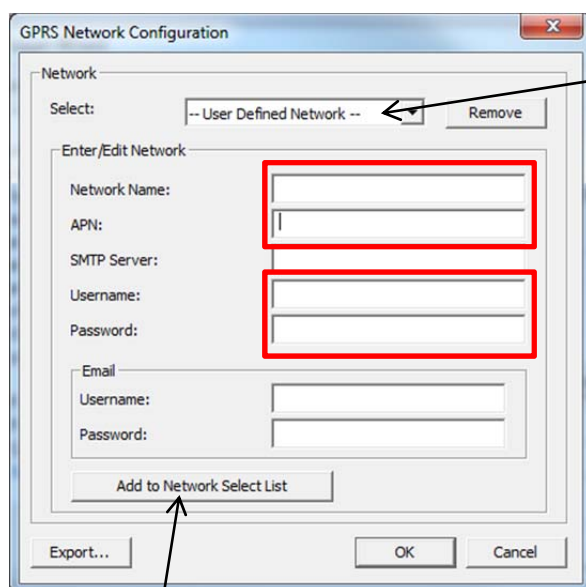 GPRS Network Configuration
Network
Select:
-- User Defined Network --
Remove
Enter/Edit Network
Network Name:
APN:
SMTP Server:
Username:
Password:
Email
Username:
Password:
Add to Network Select List
Export...
OK
Cancel